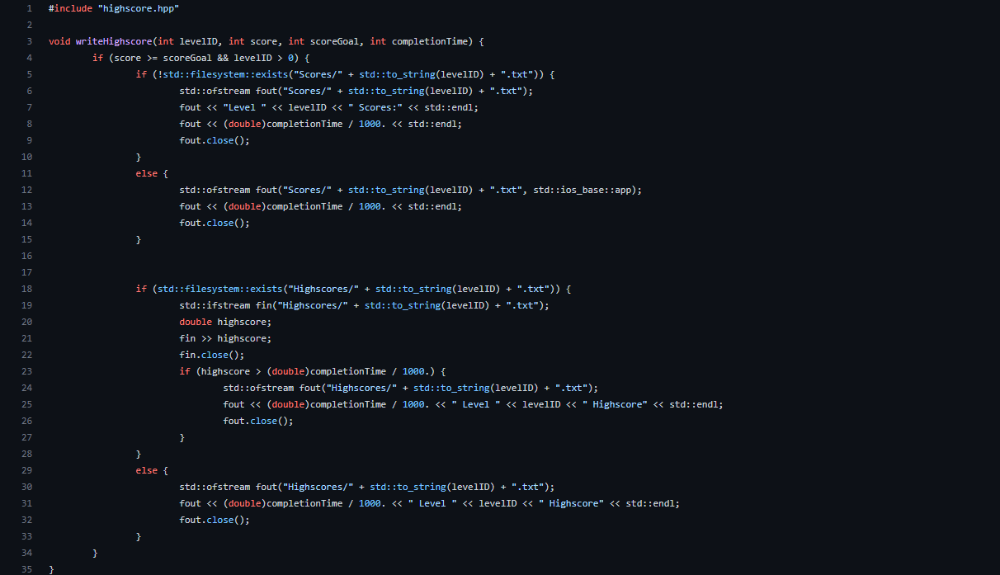 1 #include "highscore.hpp"
2
3 void writeHighscore(int levelID, int score, int scoreGoal, int completionTime) {
4 if (score >= scoreGoal && levelID > 0) {
5 if (!std::filesystem::exists("Scores/" + std::to_string(levelID) + ".txt")) {
6 std::ofstream fout("Scores/" + std::to_string(levelID) + ".txt");
7 fout << "Level " << levelID << " Scores:" << std::endl;
8 fout << (double)completionTime / 1000. << std::endl;
9 fout.close();
10 }
11 else {
12 std::ofstream fout("Scores/" + std::to_string(levelID) + ".txt", std::ios_base::app);
13 fout << (double)completionTime / 1000. << std::endl;
14 fout.close();
15 }
16
17
18 if (std::filesystem::exists("Highscores/" + std::to_string(levelID) + ".txt")) {
19 std::ifstream fin("Highscores/" + std::to_string(levelID) + ".txt");
20 double highscore;
21 fin >> highscore;
22 fin.close();
23 if (highscore > (double)completionTime / 1000.) {
24 std::ofstream fout("Highscores/" + std::to_string(levelID) + ".txt");
25 fout << (double)completionTime / 1000. << " Level " << levelID << " Highscore" << std::endl;
26 fout.close();
27 }
28 }
29 else {
30 std::ofstream fout("Highscores/" + std::to_string(levelID) + ".txt");
31 fout << (double)completionTime / 1000. << " Level " << levelID << " Highscore" << std::endl;
32 fout.close();
33 }
34 }
35 }